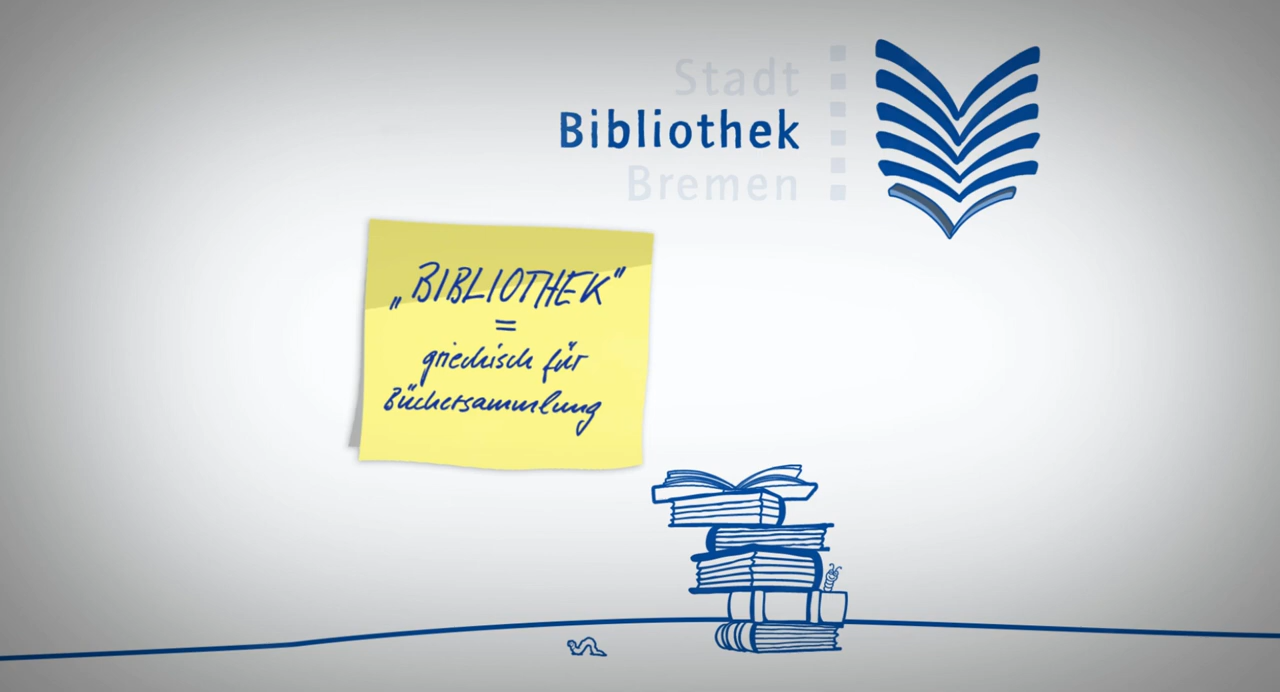 Stadt
Bibliothek
Bremen
„BIBLIOTHEK"
=
griechisch für
Büchersammlung